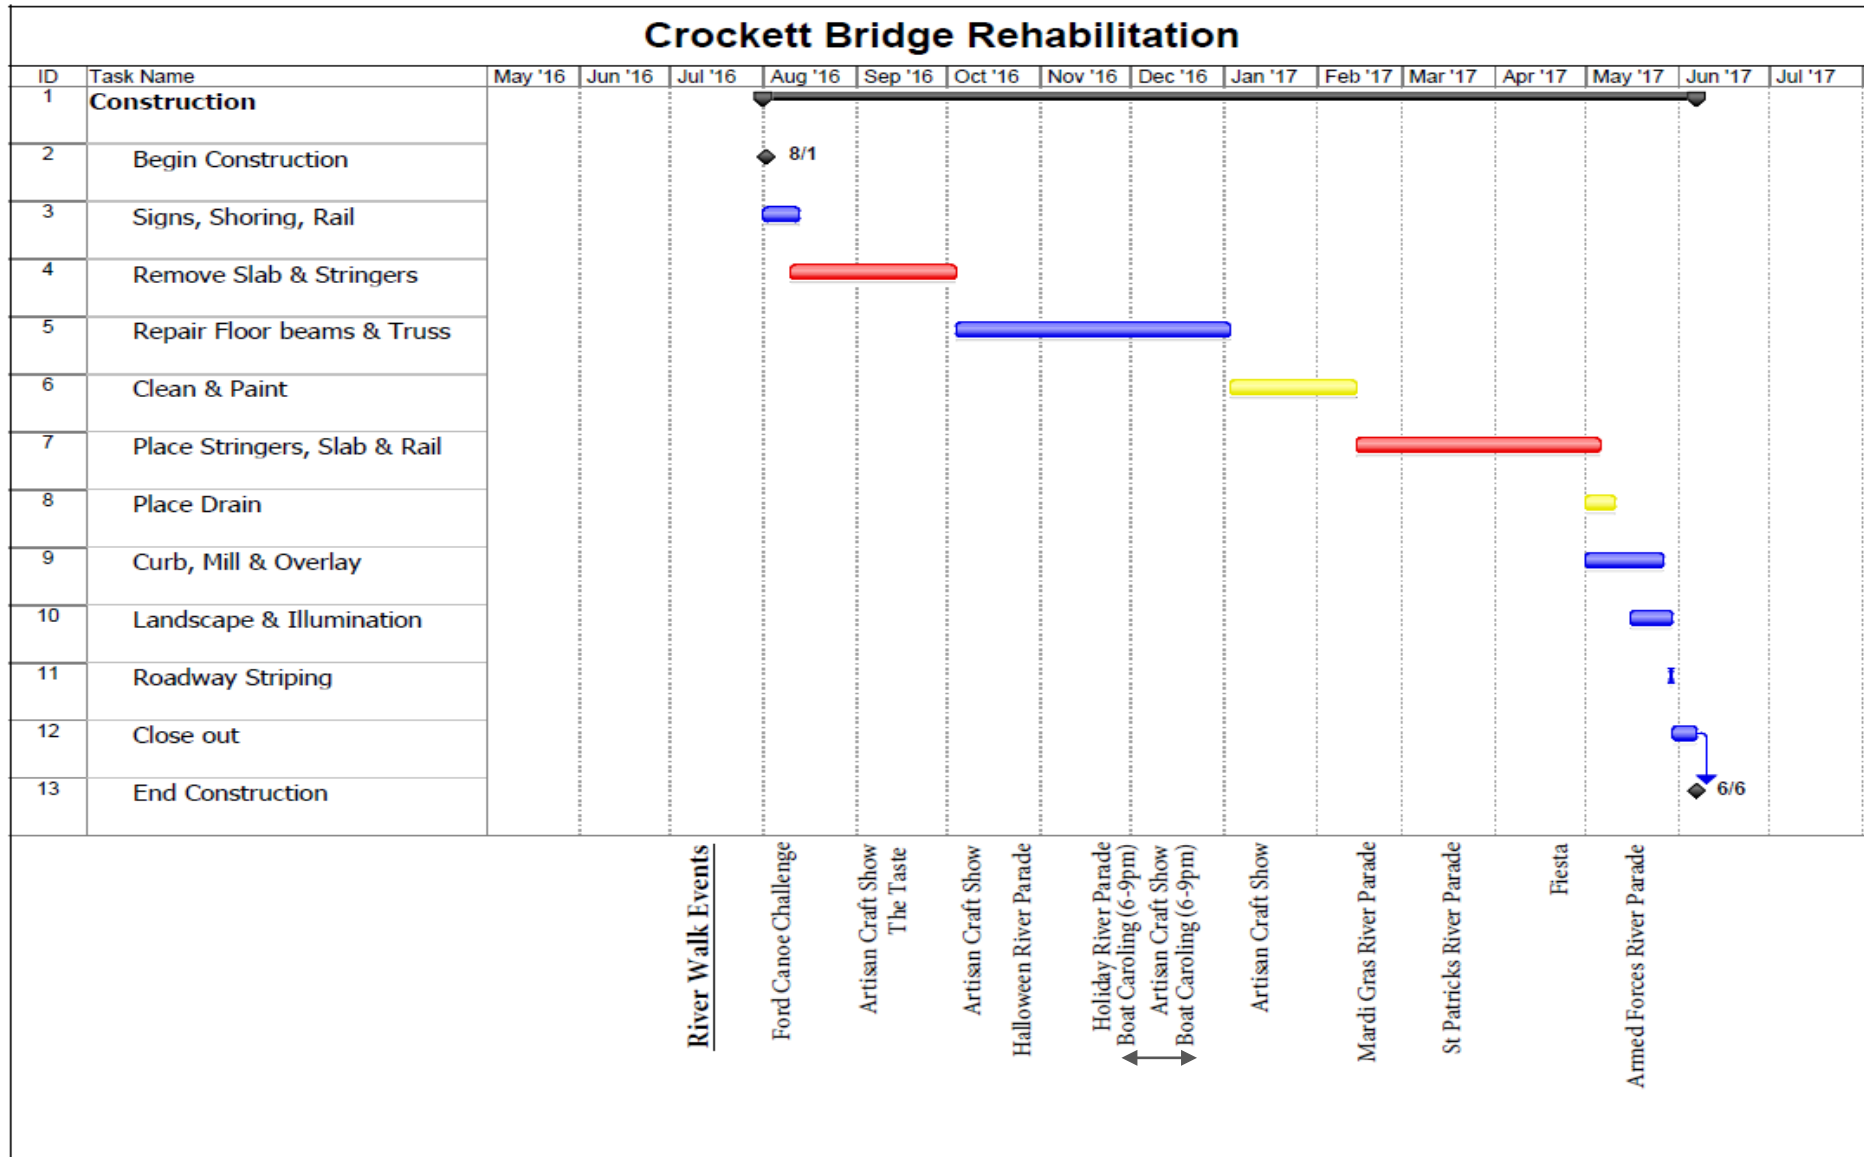 Crockett Bridge Rehabilitation
ID Task Name May '16 Jun '16 Jul '16 Aug '16 Sep '16 Oct '16 Nov '16 Dec '16 Jan '17 Feb '17 Mar '17 Apr '17 May '17 Jun '17 Jul '17
1 Construction
2 Begin Construction 8/1
3 Signs, Shoring, Rail
4 Remove Slab & Stringers
5 Repair Floor beams & Truss
6 Clean & Paint
7 Place Stringers, Slab & Rail
8 Place Drain
9 Curb, Mill & Overlay
10 Landscape & Illumination
11 Roadway Striping
12 Close out
13 End Construction 6/6
River Walk Events
Ford Canoe Challenge
Artisan Craft Show
The Taste
Artisan Craft Show
Halloween River Parade
Holiday River Parade
Boat Caroling (6-9pm)
Artisan Craft Show
Boat Caroling (6-9pm)
Artisan Craft Show
Mardi Gras River Parade
St Patricks River Parade
Fiesta
Armed Forces River Parade